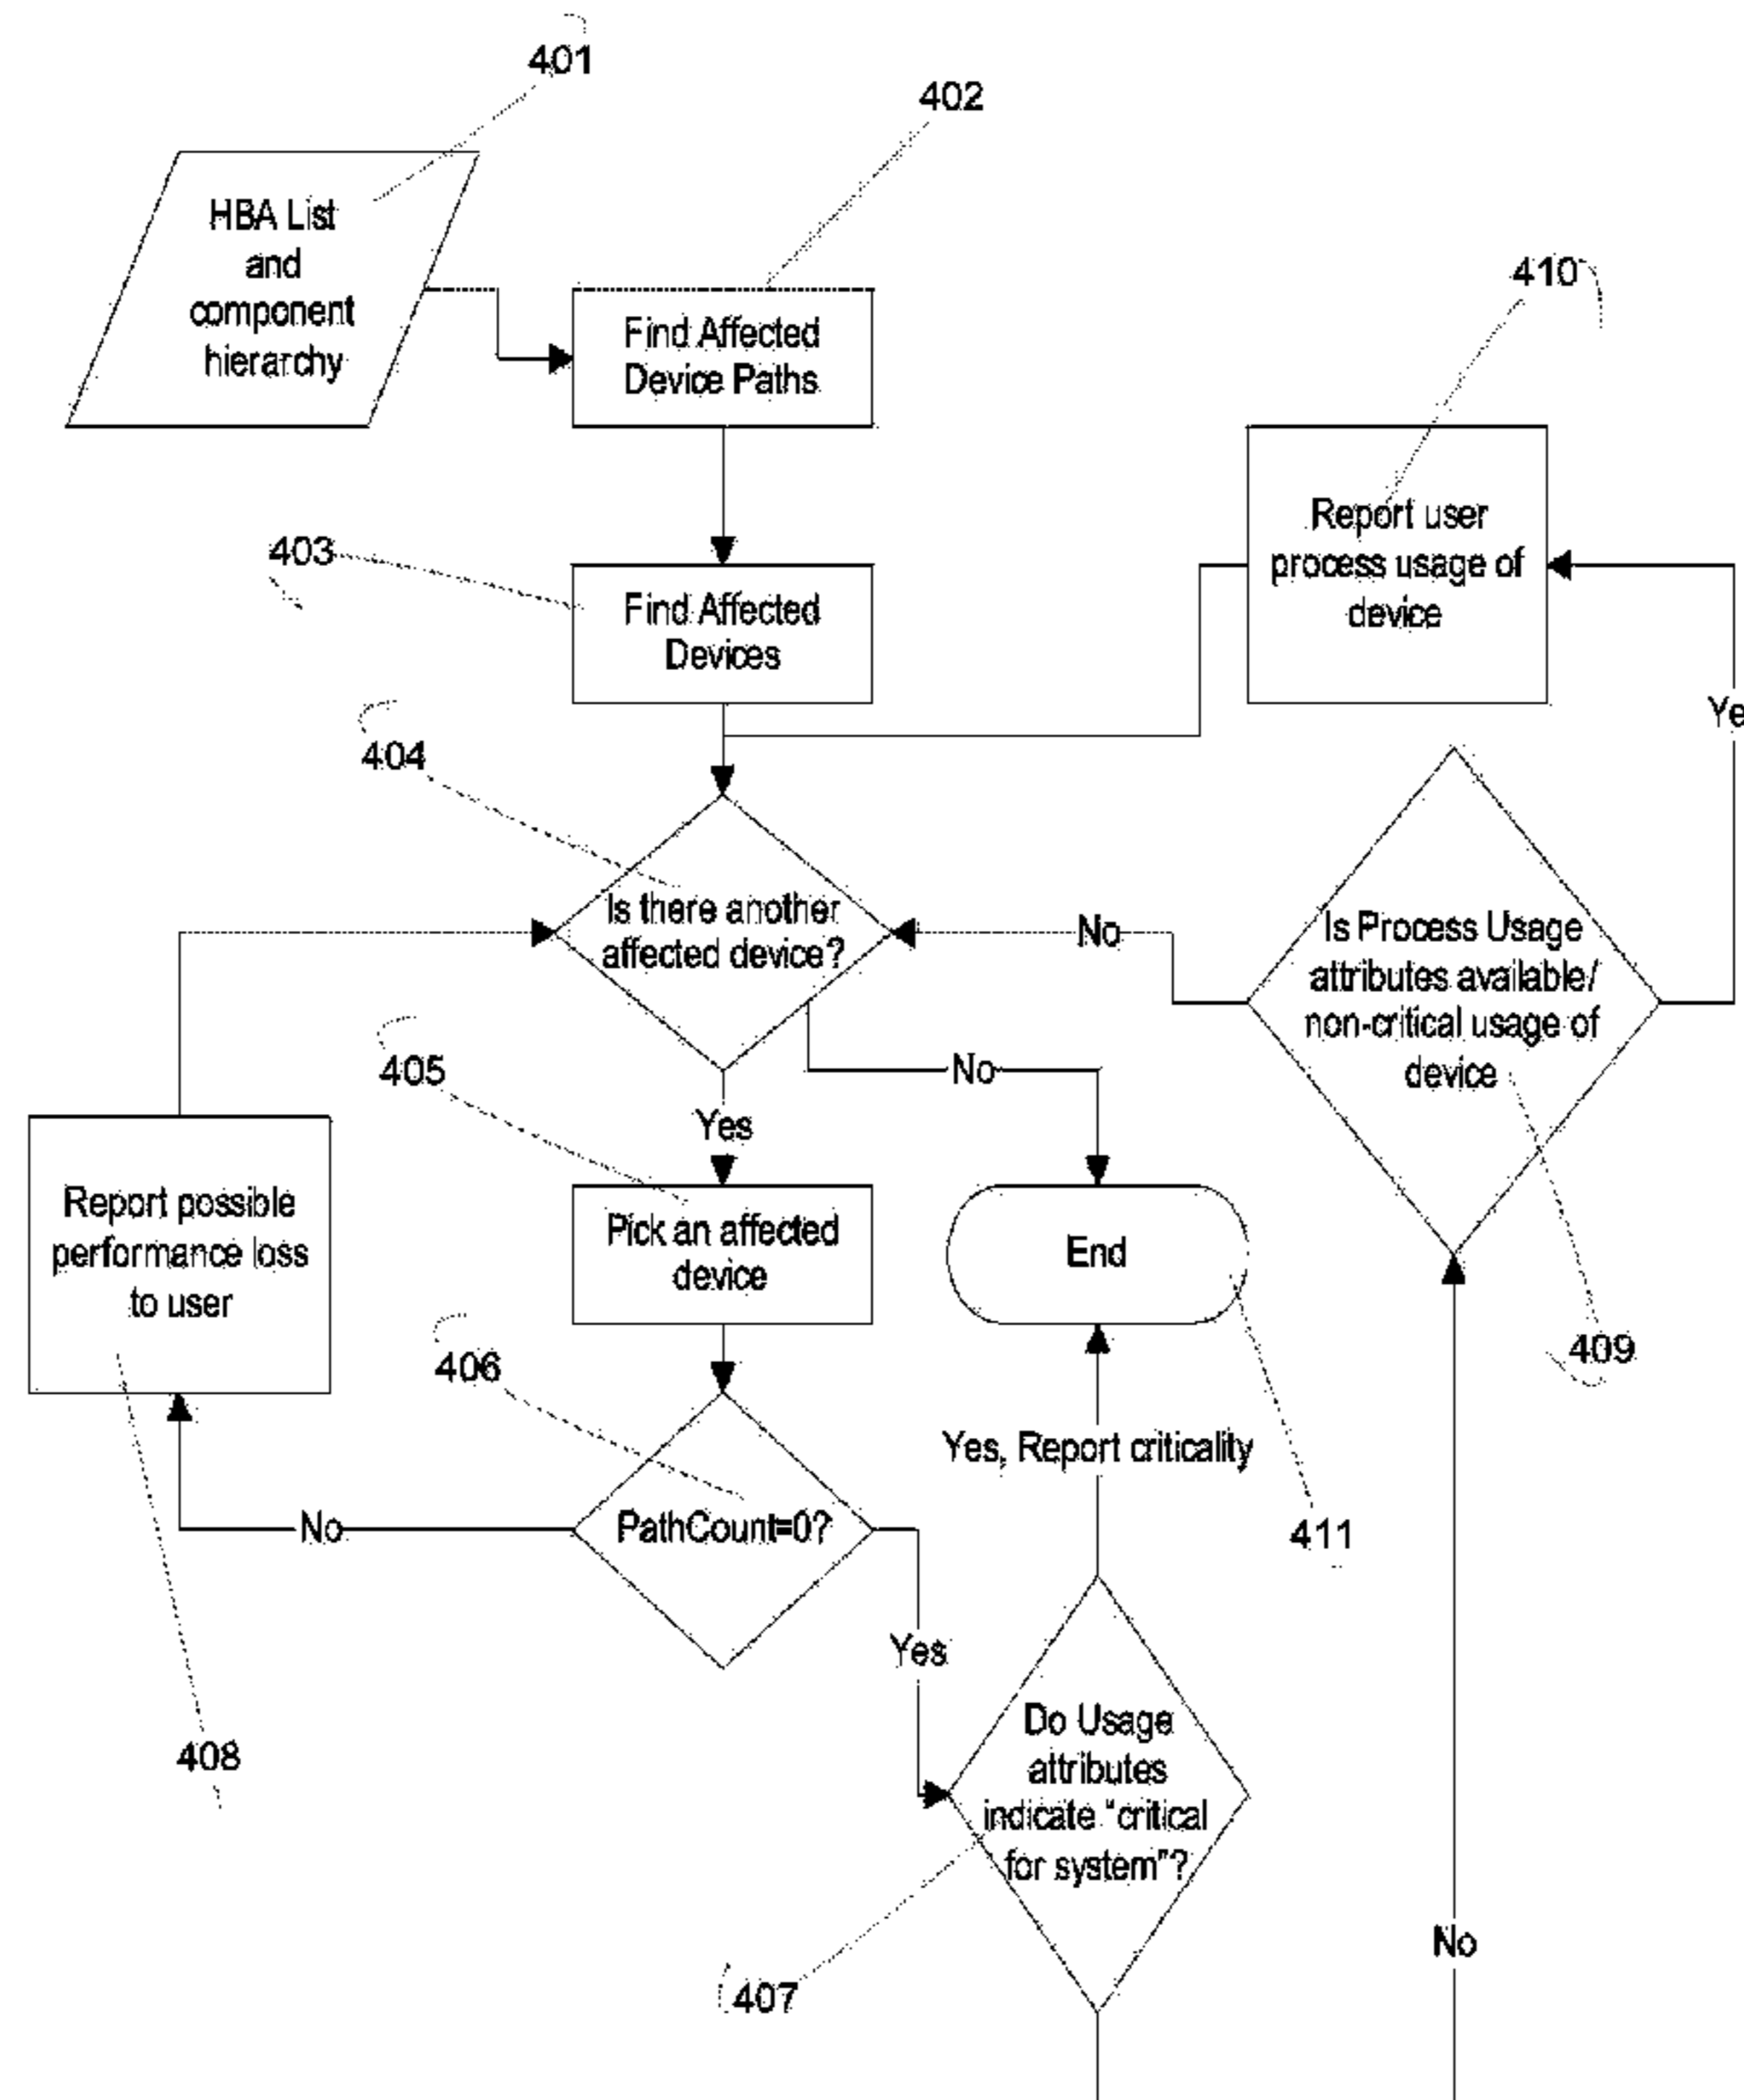 401
402
HBA List
and
component
hierarchy
410
Find Affected
Device Paths
Report user
process usage of
device
403
Find Affected
Devices
Ye
404
Is there another
affected device?
No
Is Process Usage
attributes available/
non-critical usage of
device
405
No
Yes
Report possible
performance loss
to user
Pick an affected
device
End
406
409
Yes, Report criticality
No
PathCount=0?
411
Yes
Do Usage
attributes
indicate "critical
for system"?
408
No
407